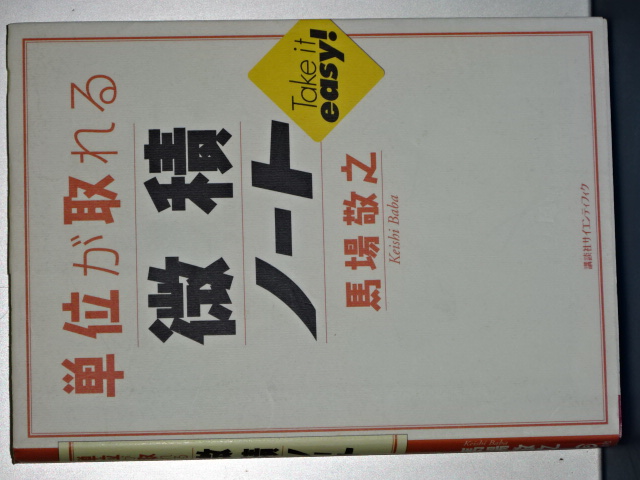 単位が取れる
微積
ノート
Take it
easy!
馬場敬之
Keishi Baba
講談社サイエンティフィク